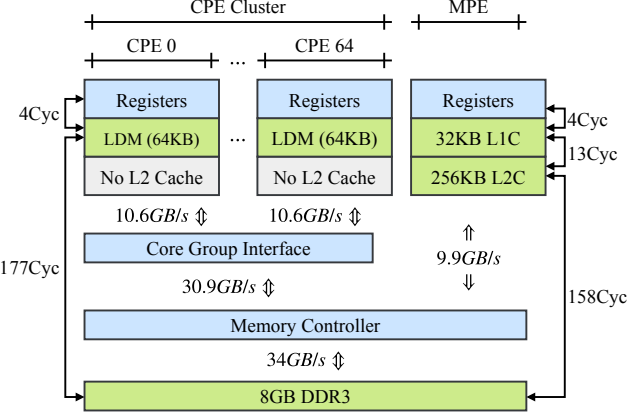 CPE Cluster MPE
CPE 0 ... CPE 64
Registers Registers Registers
4Cyc 4Cyc
LDM (64KB) ... LDM (64KB) 32KB L1C
13Cyc
No L2 Cache No L2 Cache 256KB L2C
10.6GB/s 10.6GB/s
Core Group Interface 9.9GB/s
177Cyc
30.9GB/s 158Cyc
Memory Controller
34GB/s
8GB DDR3